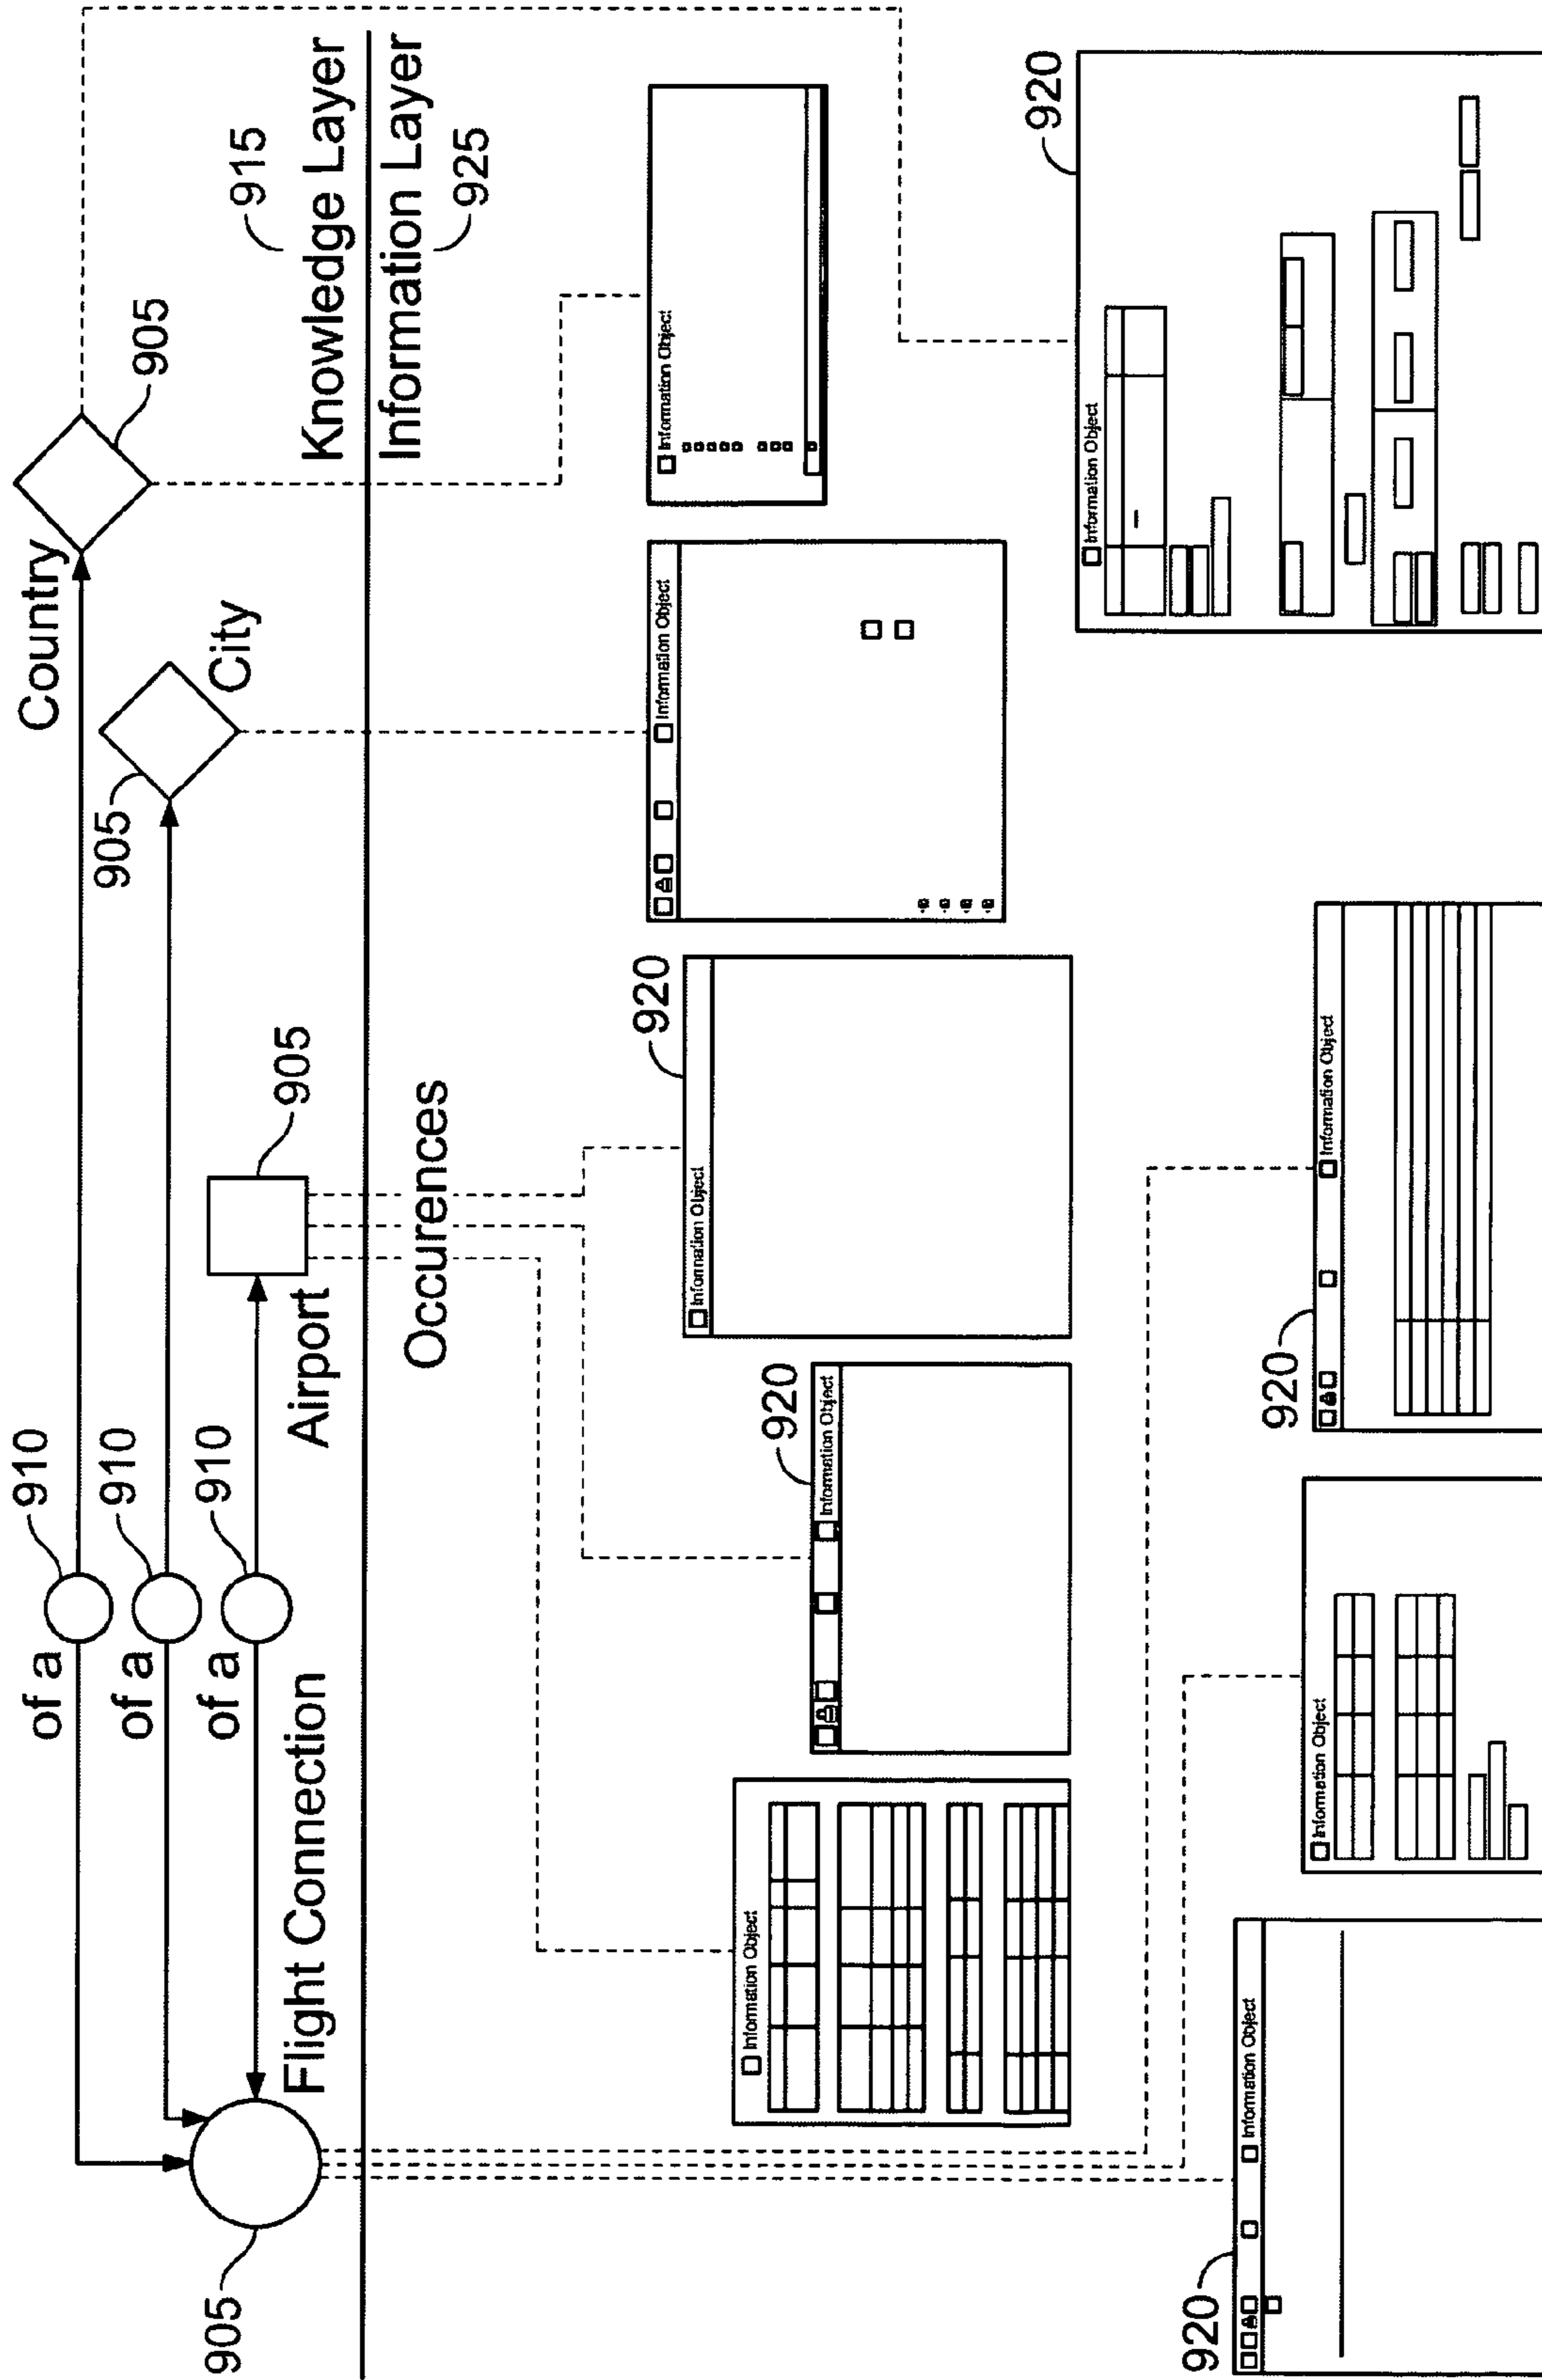 Country
905
910
of a
910
of a
910
of a
905
City
905
Airport
905
Flight Connection
915
Knowledge Layer
Information Layer
925
Occurences
Information Object
Information Object
920
Information Object
920
Information Object
Information Object
920
Information Object
920
Information Object
Information Object
920
Information Object